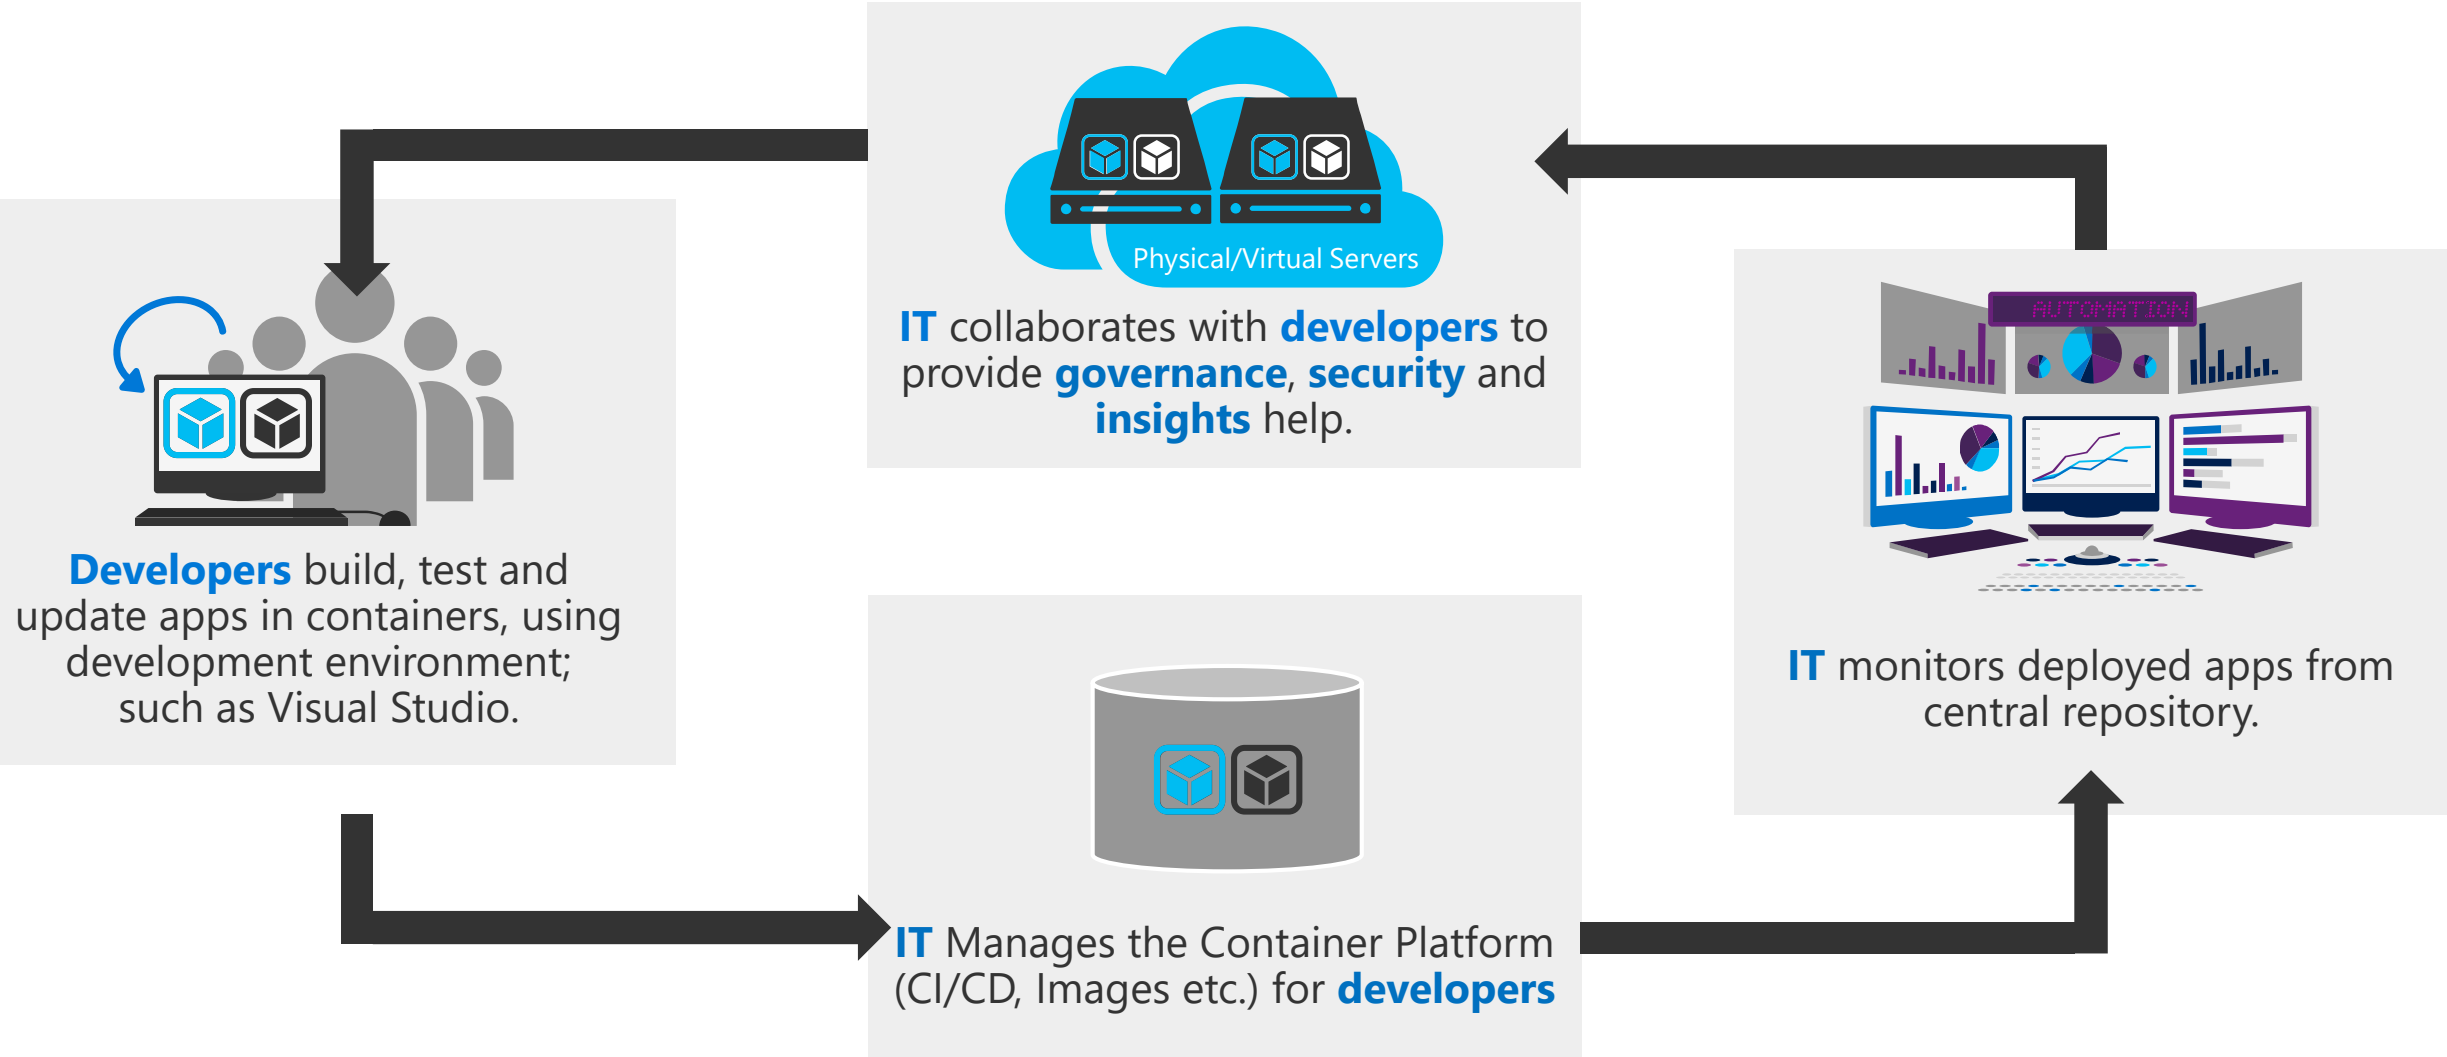 Physical/Virtual Servers
IT collaborates with developers to
provide governance, security and
insights help.
Developers build, test and
update apps in containers, using
development environment;
such as Visual Studio.
AUTOMATION
IT monitors deployed apps from
central repository.
IT Manages the Container Platform
(CI/CD, Images etc.) for developers